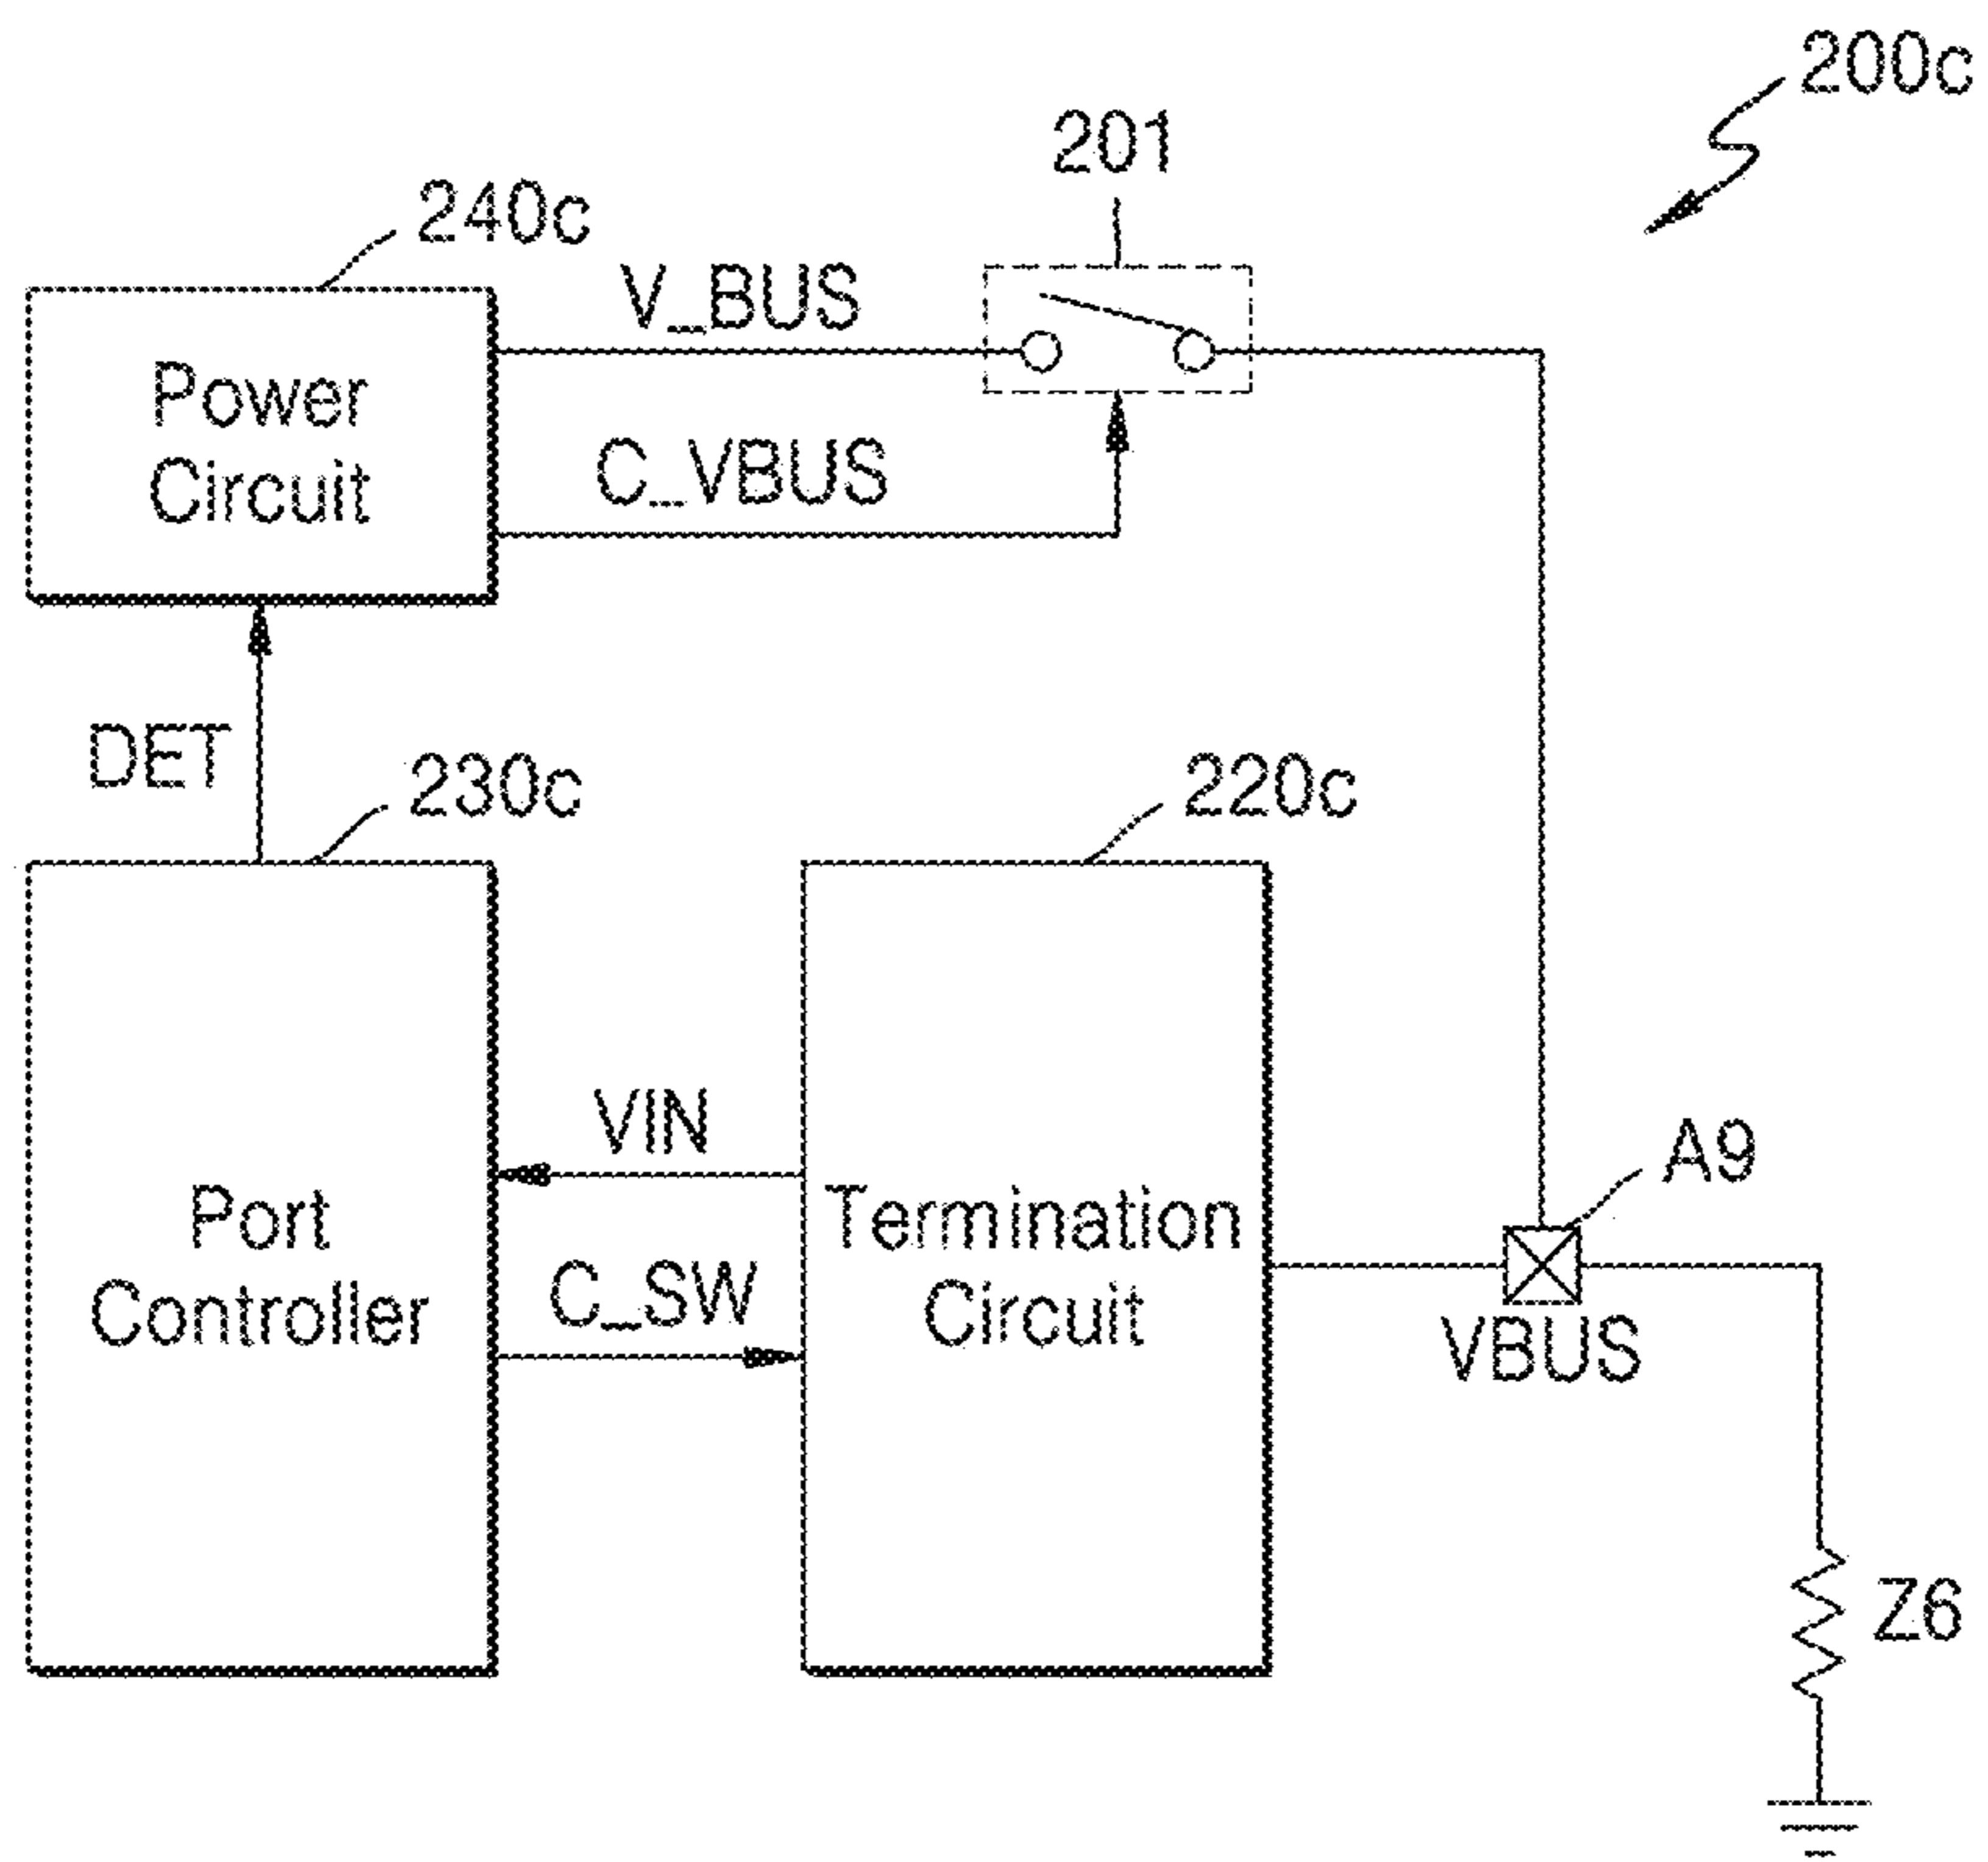 200c
201
240c
V_BUS
Power
Circuit
C_VBUS
DET
230c
220c
VIN
A9
Port
Controller
Termination
Circuit
C_SW
VBUS
Z6